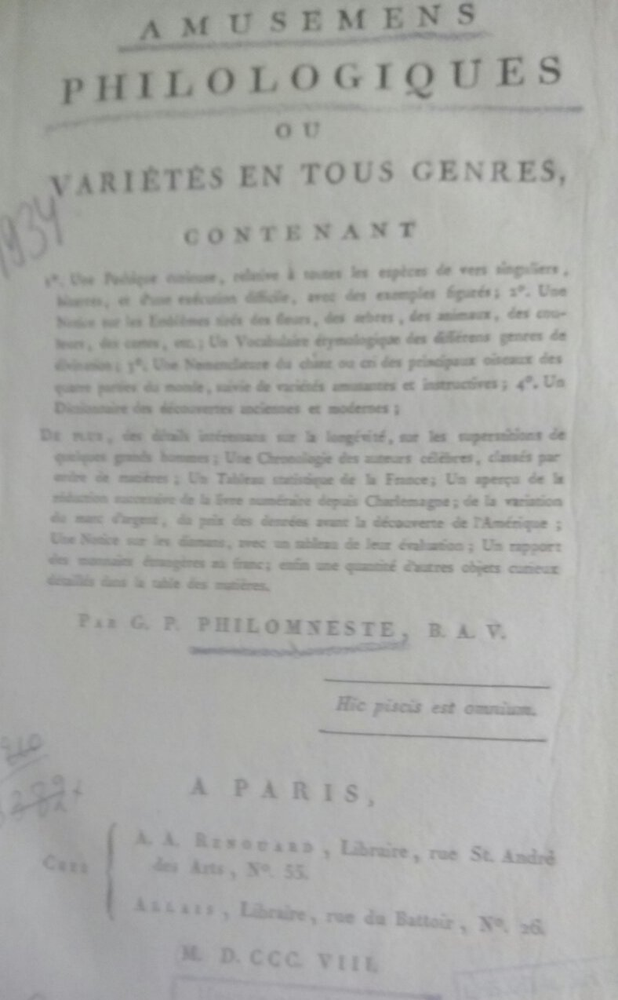 AMUSEMENS
PHILOLOGIQUES
OU
VARIÉTÉS EN TOUS GENRES,
CONTENANT
1934
1°. Une Poétique curieuse, relative à toutes les espèces de vers singuliers,
bizarres, et d'une exécution difficile, avec des exemples figurés; 2°. Une
Notice sur les Emblèmes tirés des fleurs, des arbres, des animaux, des cou-
leurs, des cartes, etc.; Un Vocabulaire étymologique des différens genres de
divination; 3°. Une Nomenclature du chant ou cri des principaux oiseaux des
quatre parties du monde, suivie de variétés amusantes et instructives; 4°. Un
Dictionnaire des découvertes anciennes et modernes;
DE PLUS, des détails intéressans sur la longévité, sur les superstitions de
quelques grands hommes; Une Chronologie des auteurs célèbres, classés par
ordre de matières; Un Tableau statistique de la France; Un aperçu de la
réduction successive de la livre numéraire depuis Charlemagne; de la variation
du marc d'argent, du prix des denrées avant la découverte de l'Amérique;
Une Notice sur les diamans, avec un tableau de leur évaluation; Un rapport
des monnaies étrangères au franc; enfin une quantité d'autres objets curieux
détaillés dans la table des matières.
PAR G. P. PHILOMNESTE, B. A. V.
Hic piscis est omnium.
A PARIS,
CHEZ
A. A. RENOUARD, Libraire, rue St. André
des Arts, N°. 55.
ALLAIS, Libraire, rue du Battoir, N°. 26.
M. D. CCC. VIII.